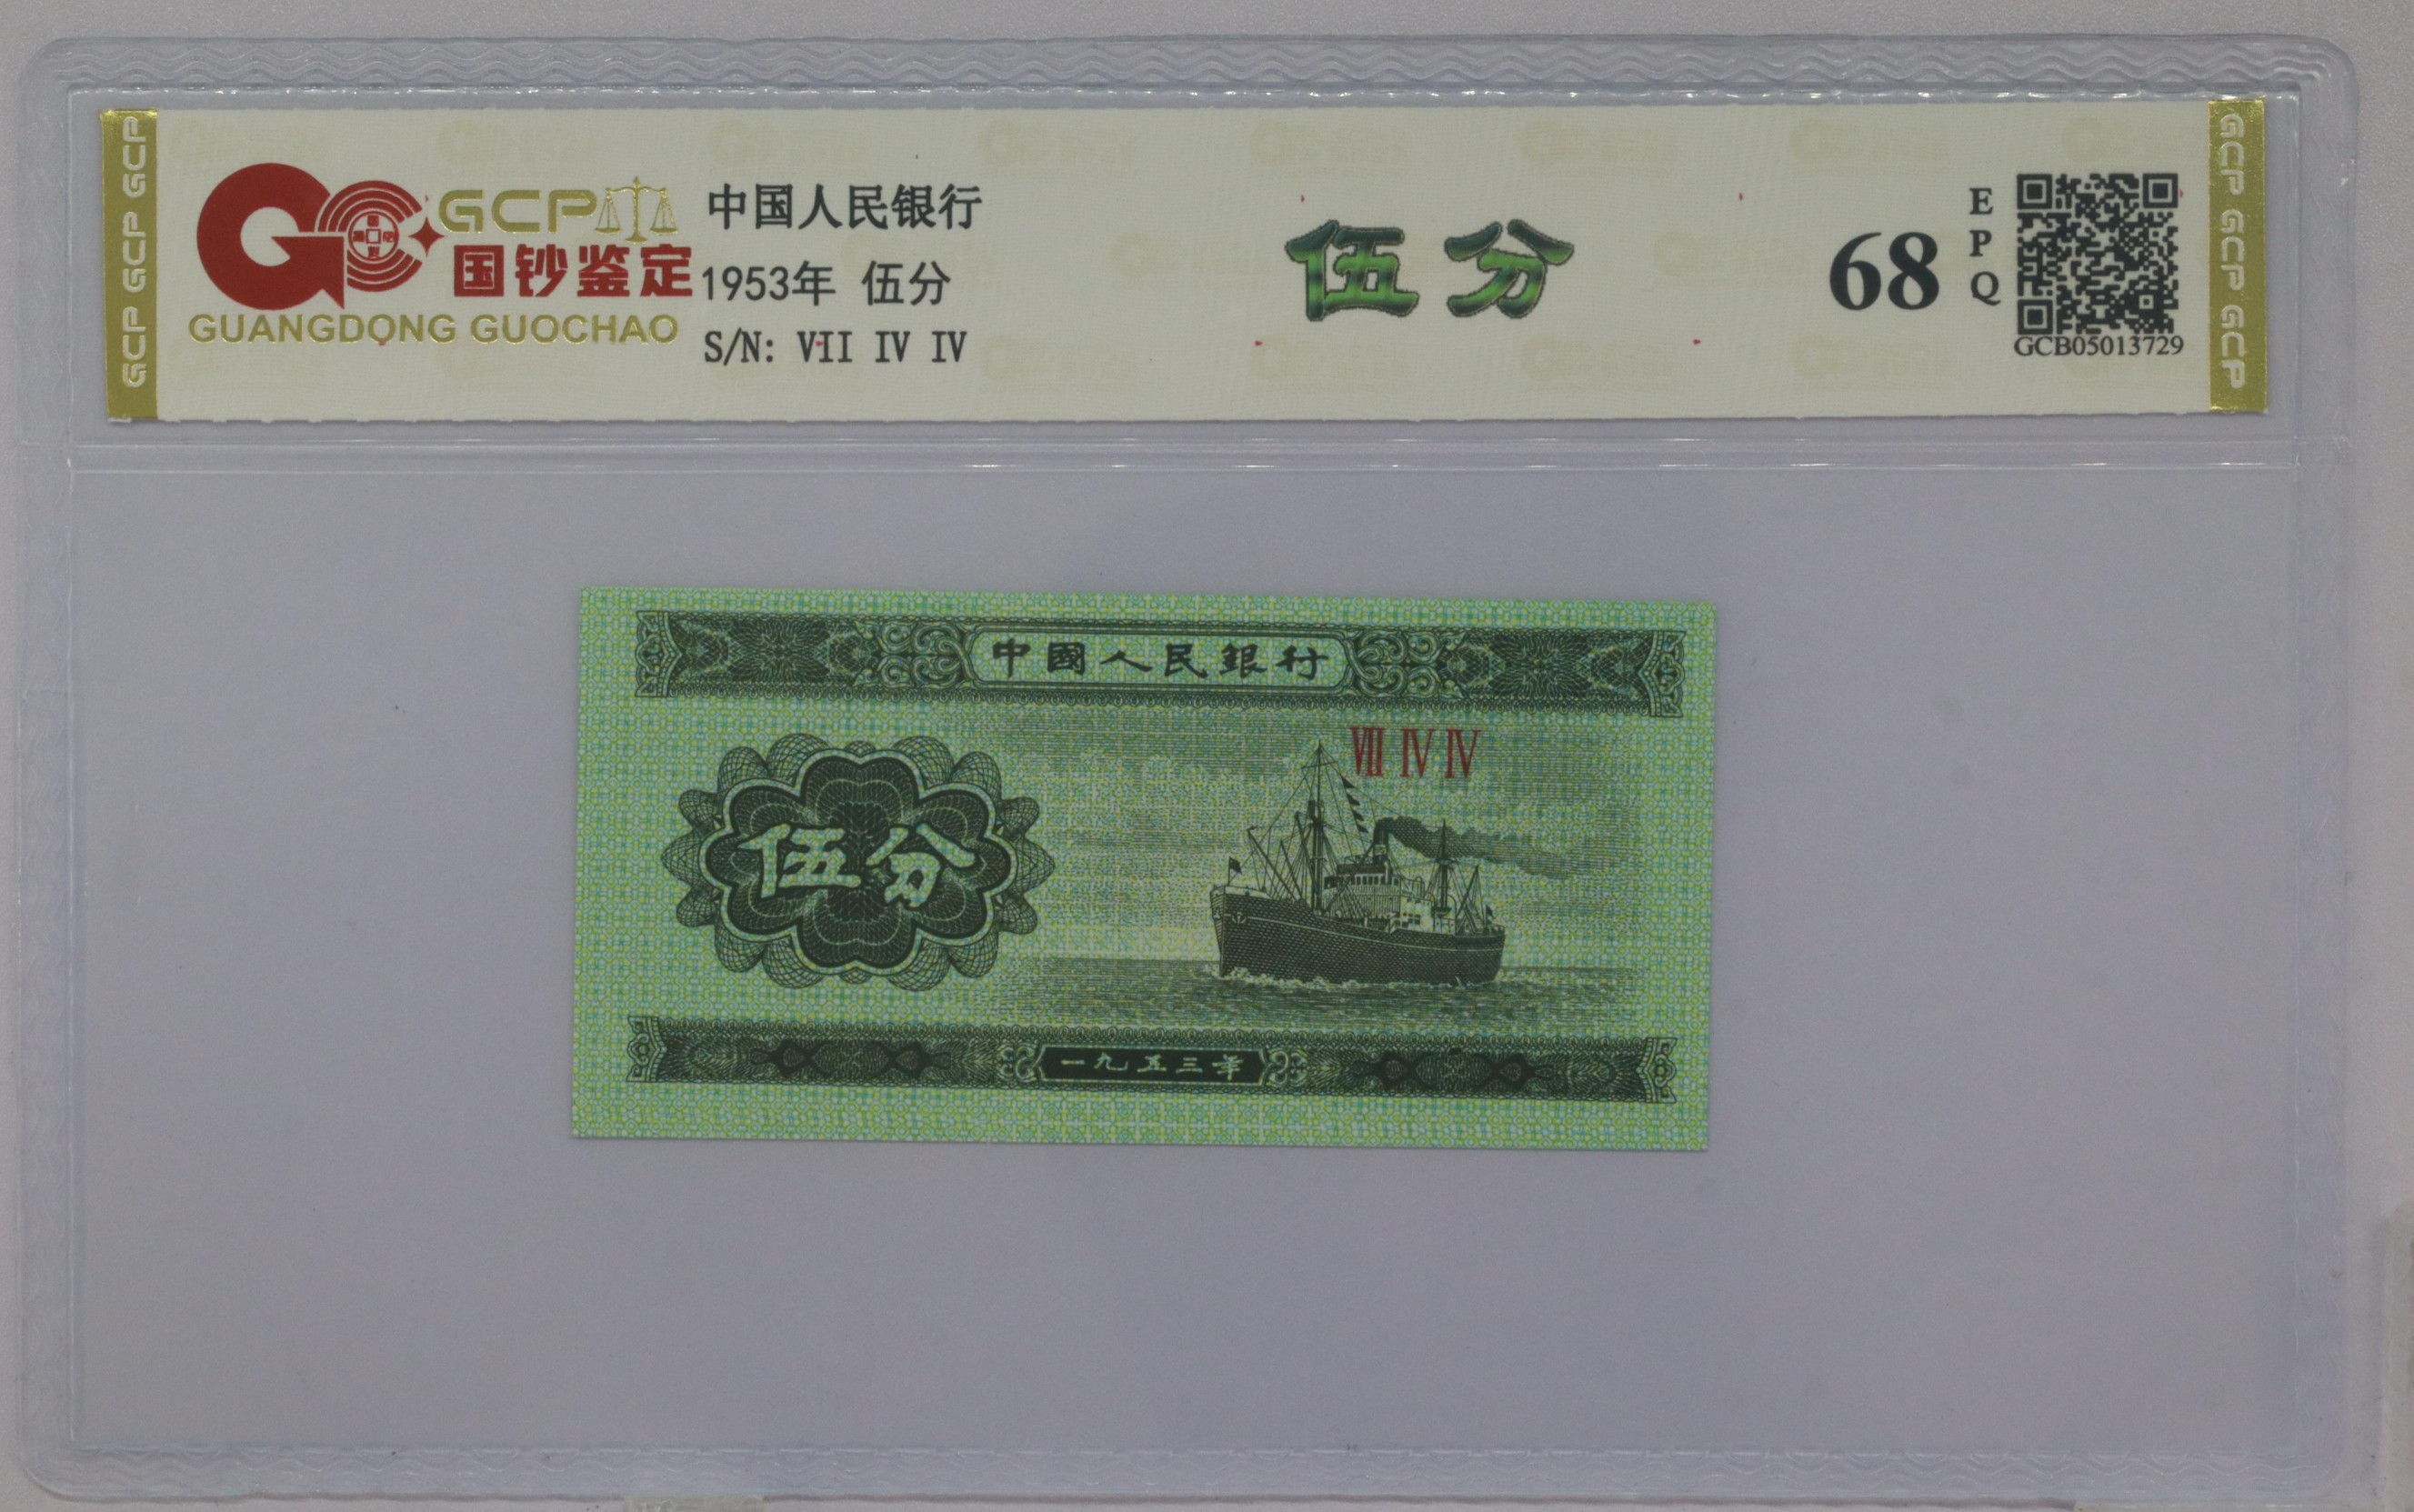 GCP GCP GCP
GCP
国钞鉴定
GUANGDONG GUOCHAO
中国人民银行
1953年 伍分
S/N: VII IV IV
伍分
68
EPQ
GCB05013729
GCP GCP GCP
中國人民銀行
VII IV IV
伍分
一九五三年